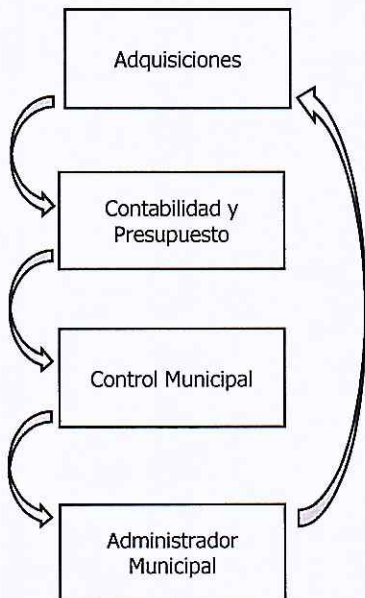 Adquisiciones
Contabilidad y
Presupuesto
Control Municipal
Administrador
Municipal